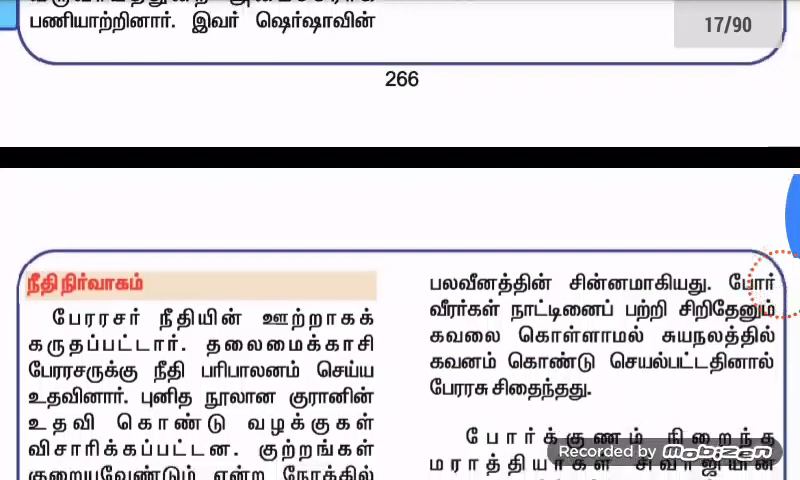 பணியாற்றினார். இவர் ஷெர்ஷாவின்
17/90
266
நீதி நிர்வாகம்
பேரரசர் நீதியின் ஊற்றாகக்
கருதப்பட்டார். தலைமைக்காசி
பேரரசருக்கு நீதி பரிபாலனம் செய்ய
உதவினார். புனித நூலான குரானின்
உதவி கொண்டு வழக்குகள்
விசாரிக்கப்பட்டன. குற்றங்கள்
குறையவேண்டும் என்ற நோக்கில்
பலவீனத்தின் சின்னமாகியது. போர்
வீரர்கள் நாட்டினைப் பற்றி சிறிதேனும்
கவலை கொள்ளாமல் சுயநலத்தில்
கவனம் கொண்டு செயல்பட்டதினால்
பேரரசு சிதைந்தது.
போர்க்குணம் நிறைந்த
மராத்தியர்கள் சிவாஜியின்
Recorded by mobizen